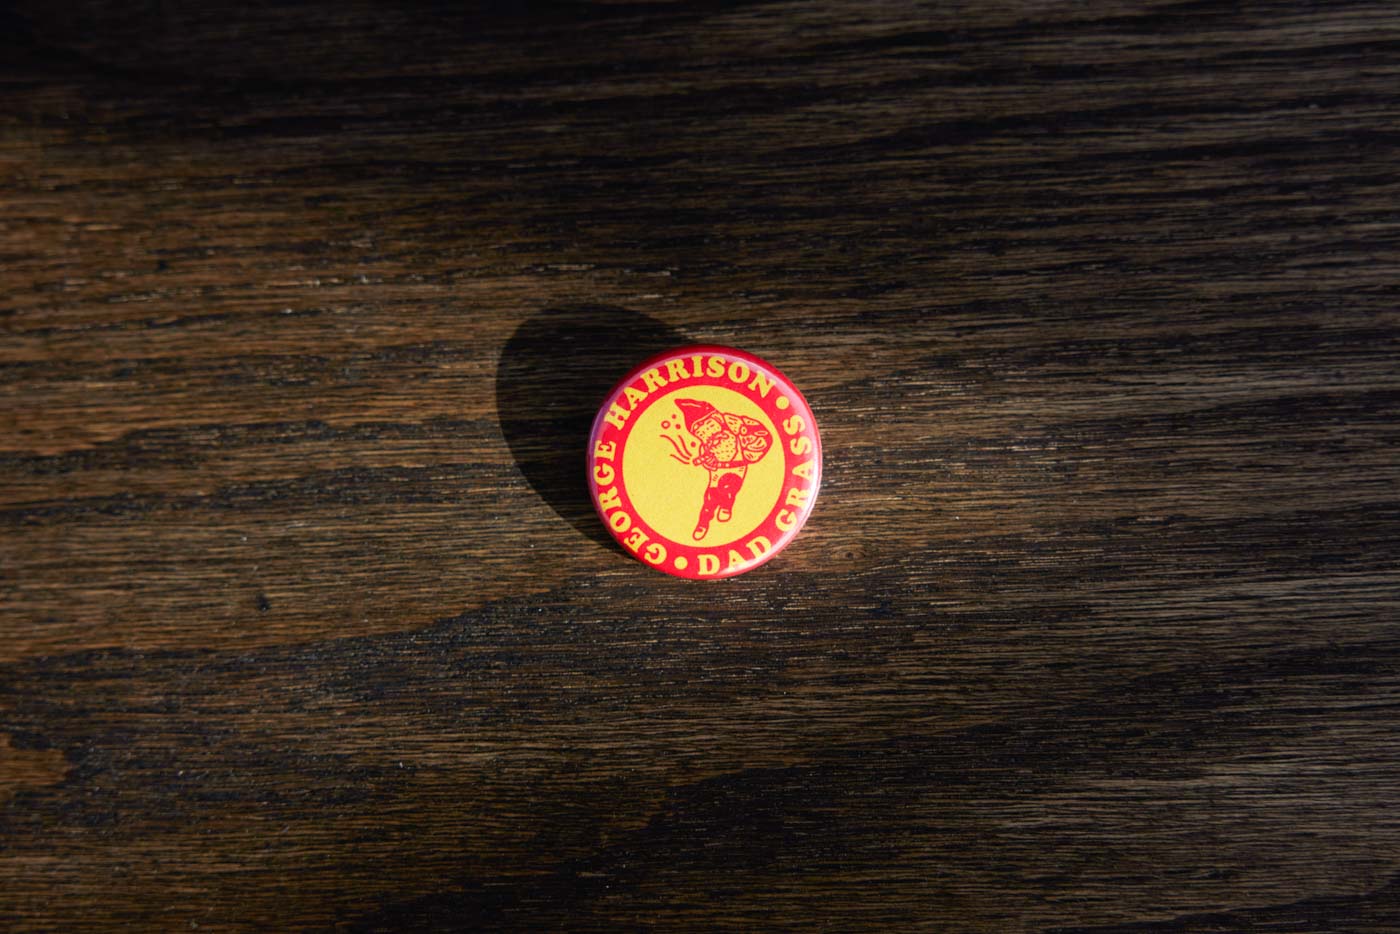 GEORGE HARRISON • DAD GRASS •